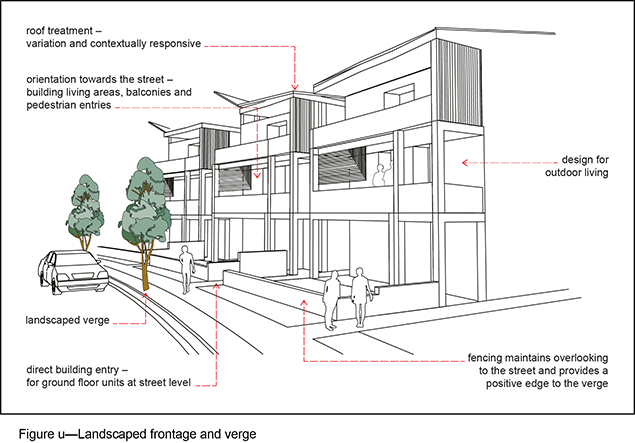 roof treatment –
variation and contextually responsive
orientation towards the street –
building living areas, balconies and
pedestrian entries
design for
outdoor living
landscaped verge
direct building entry –
for ground floor units at street level
fencing maintains overlooking
to the street and provides a
positive edge to the verge
Figure u—Landscaped frontage and verge